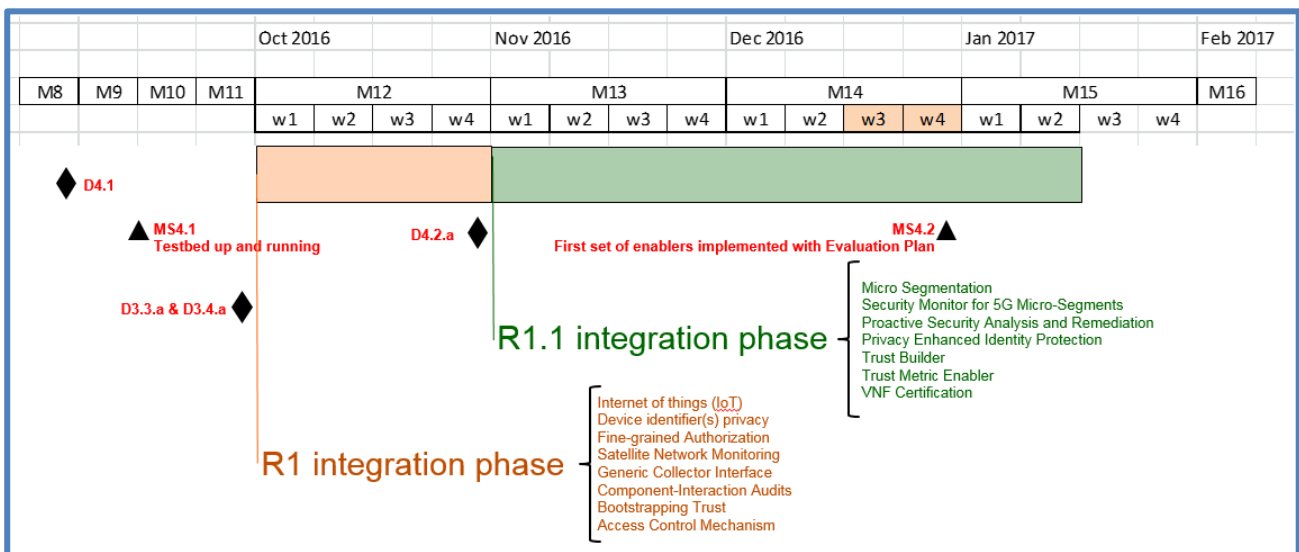 Oct 2016 Nov 2016 Dec 2016 Jan 2017 Feb 2017
M8 M9 M10 M11 M12 M13 M14 M15 M16
w1 w2 w3 w4 w1 w2 w3 w4 w1 w2 w3 w4 w1 w2 w3 w4
D4.1
MS4.1
Testbed up and running
D4.2.a
MS4.2
First set of enablers implemented with Evaluation Plan
D3.3.a & D3.4.a
R1.1 integration phase
Micro Segmentation
Security Monitor for 5G Micro-Segments
Proactive Security Analysis and Remediation
Privacy Enhanced Identity Protection
Trust Builder
Trust Metric Enabler
VNF Certification
R1 integration phase
Internet of things (IoT)
Device identifier(s) privacy
Fine-grained Authorization
Satellite Network Monitoring
Generic Collector Interface
Component-Interaction Audits
Bootstrapping Trust
Access Control Mechanism